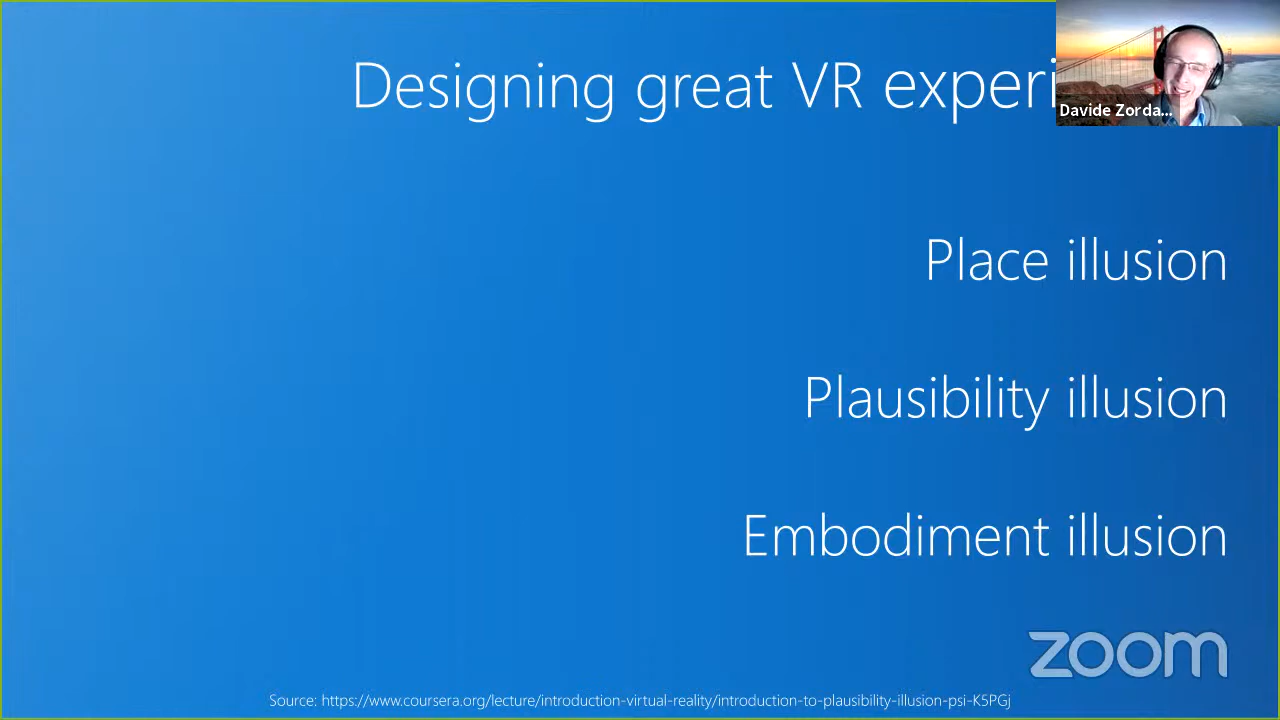 Designing great VR experi
Davide Zorda...
Place illusion
Plausibility illusion
Embodiment illusion
zoom
Source: https://www.coursera.org/lecture/introduction-virtual-reality/introduction-to-plausibility-illusion-psi-K5PGj